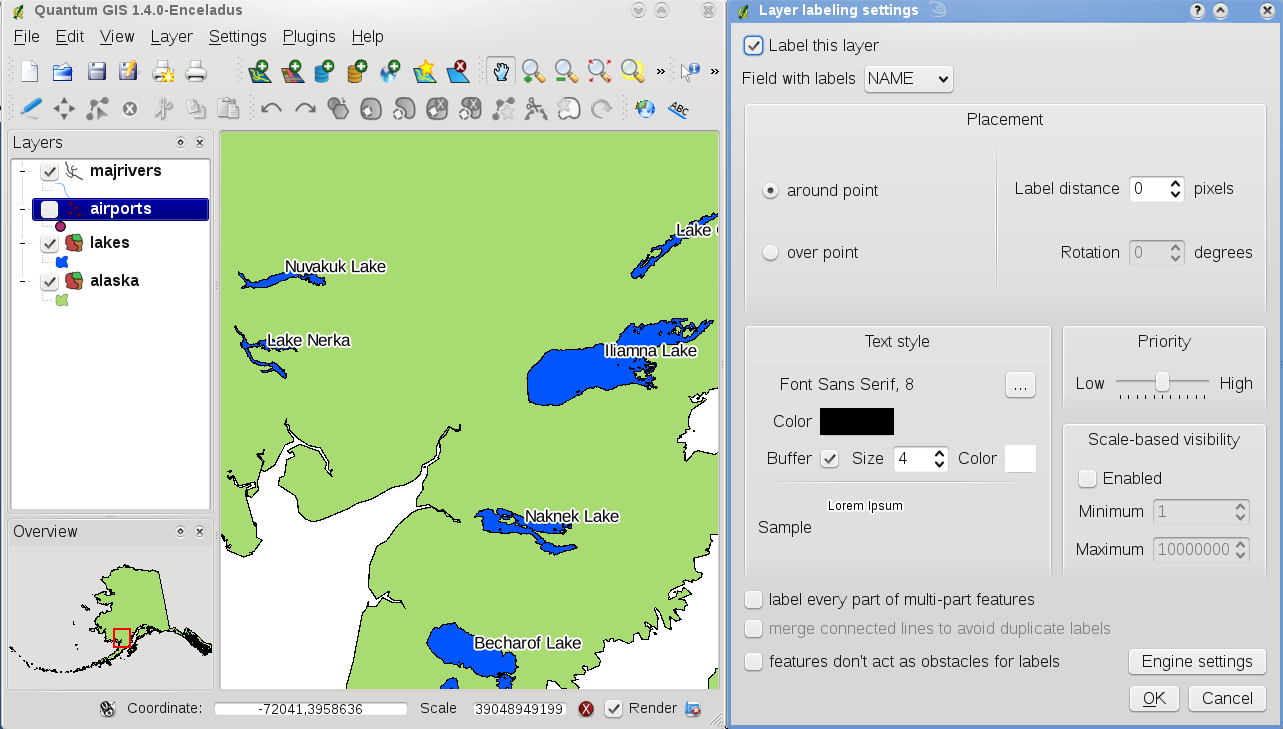 Quantum GIS 1.4.0-Enceladus
File Edit View Layer Settings Plugins Help
ABC
Layers
majrivers
airports
lakes
alaska
Overview
Nuvakuk Lake
Lake
Lake Nerka
Iliamna Lake
Naknek Lake
Becharof Lake
Coordinate: -72041,3958636 Scale 39048949199 Render
Layer labeling settings
Label this layer
Field with labels NAME
Placement
around point
Label distance 0 pixels
over point
Rotation 0 degrees
Text style
Font Sans Serif, 8 ...
Color
Buffer Size 4 Color
Lorem Ipsum
Sample
Priority
Low High
Scale-based visibility
Enabled
Minimum 1
Maximum 10000000
label every part of multi-part features
merge connected lines to avoid duplicate labels
features don't act as obstacles for labels
Engine settings
OK Cancel